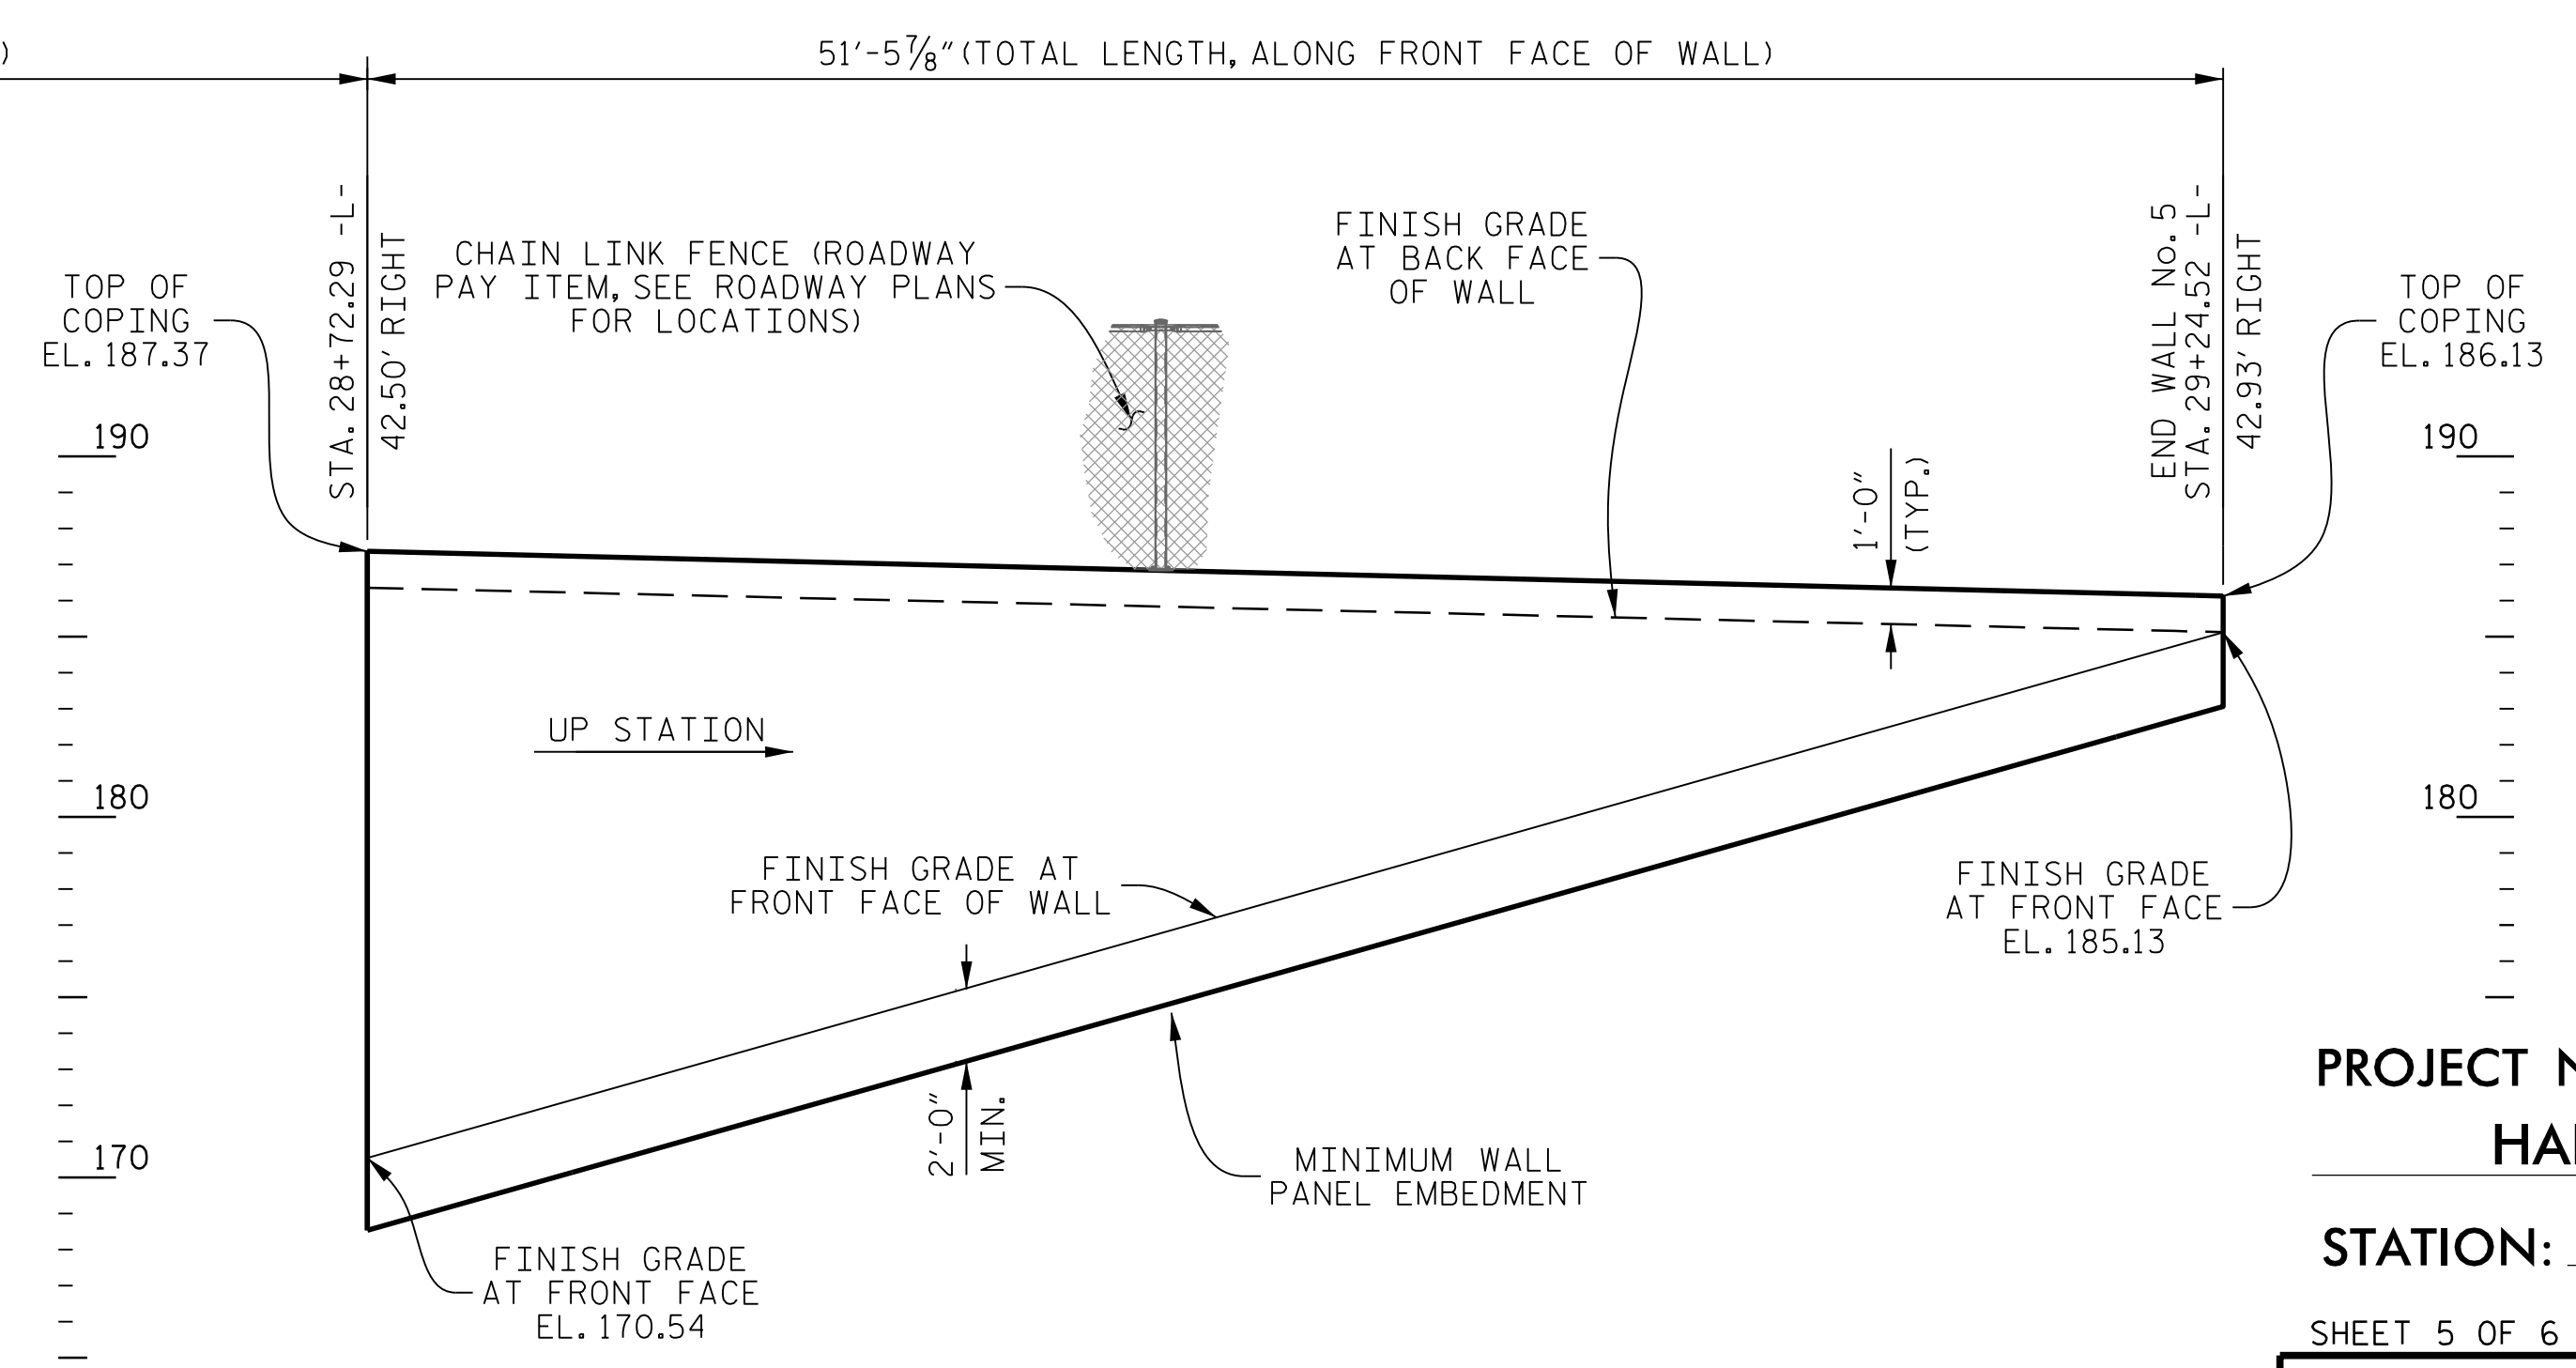 )
51'-5⅞" (TOTAL LENGTH, ALONG FRONT FACE OF WALL)
TOP OF
COPING
EL. 187.37
STA. 28+72.29 -L-
42.50' RIGHT
CHAIN LINK FENCE (ROADWAY
PAY ITEM, SEE ROADWAY PLANS
FOR LOCATIONS)
FINISH GRADE
AT BACK FACE
OF WALL
1'-0"
(TYP.)
END WALL No. 5
STA. 29+24.52 -L-
42.93' RIGHT
TOP OF
COPING
EL. 186.13
190
190
UP STATION
180
180
FINISH GRADE AT
FRONT FACE OF WALL
FINISH GRADE
AT FRONT FACE
EL. 185.13
170
2'-0"
MIN.
MINIMUM WALL
PANEL EMBEDMENT
FINISH GRADE
AT FRONT FACE
EL. 170.54
PROJECT
HA
STATION:
SHEET 5 OF 6